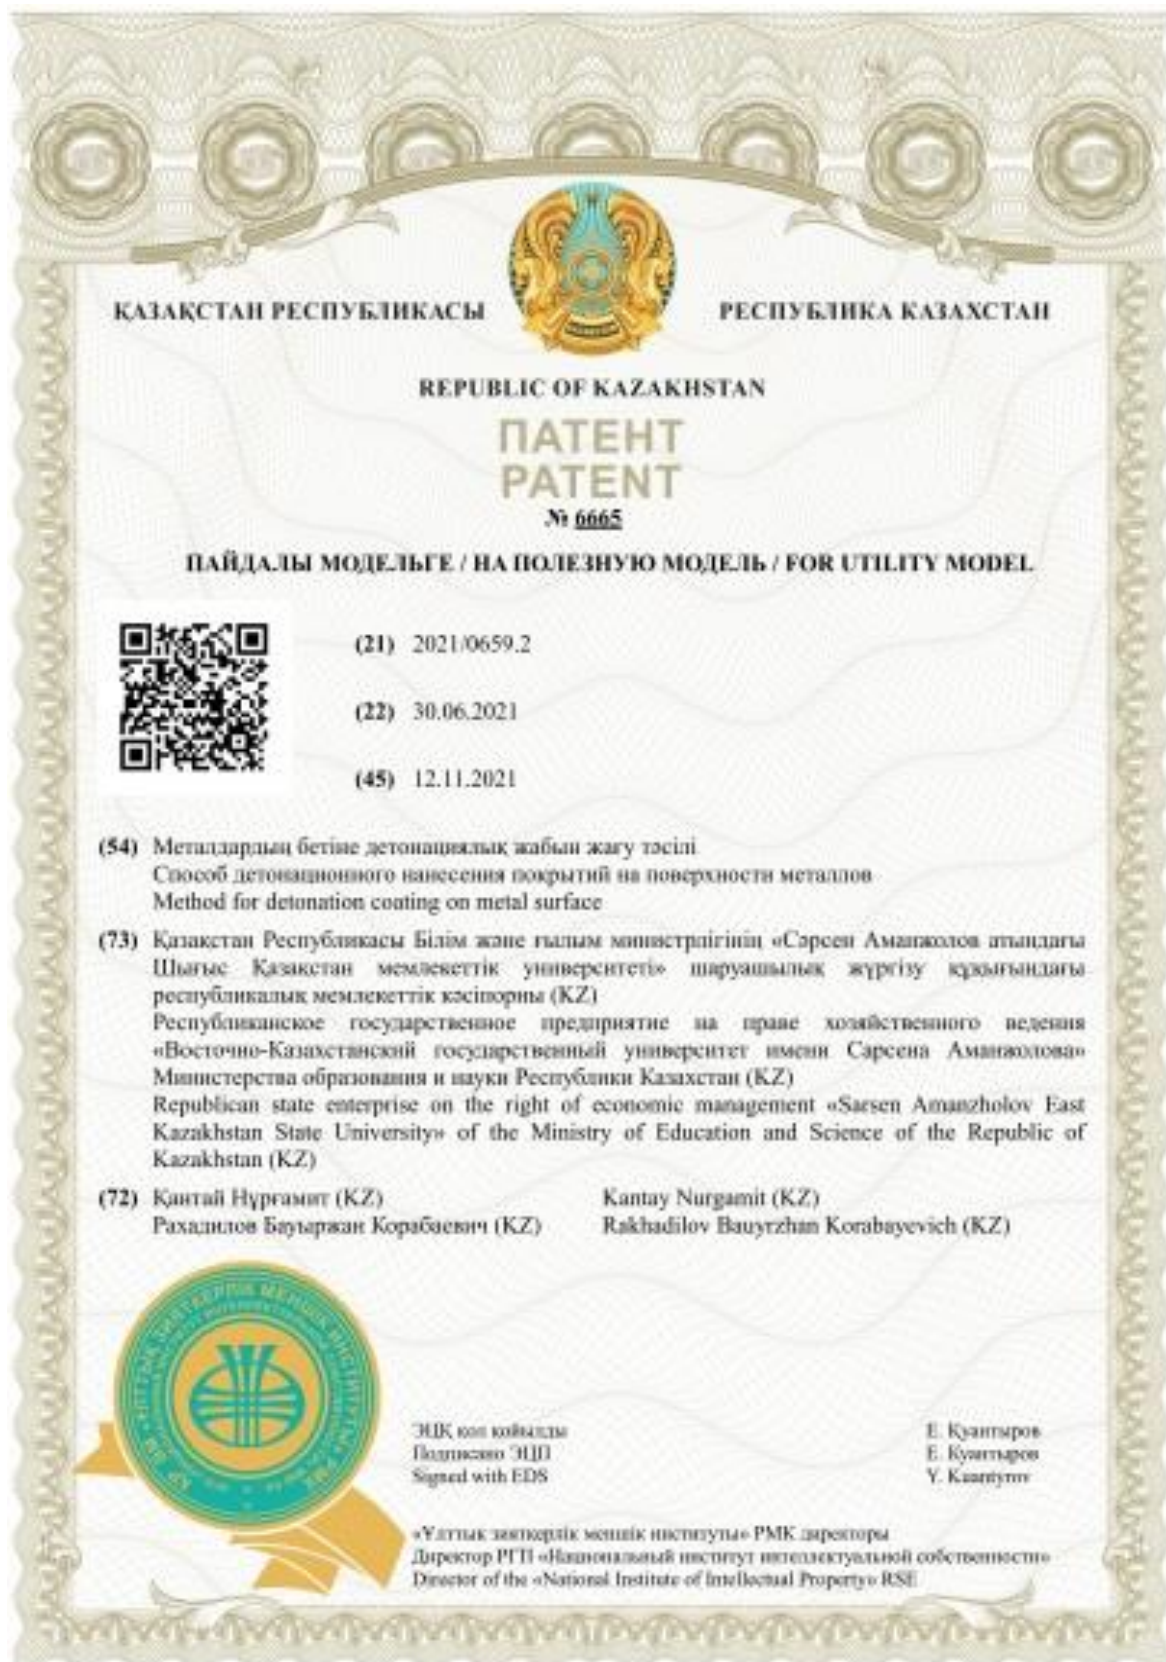 ҚАЗАҚСТАН РЕСПУБЛИКАСЫ
РЕСПУБЛИКА КАЗАХСТАН
REPUBLIC OF KAZAKHSTAN
ПАТЕНТ
PATENT
№ 6665
ПАЙДАЛЫ МОДЕЛЬГЕ / НА ПОЛЕЗНУЮ МОДЕЛЬ / FOR UTILITY MODEL
(21) 2021/0659.2
(22) 30.06.2021
(45) 12.11.2021
(54) Металдардың бетіне детонациялық жабын жағу тәсілі
Способ детонационного нанесения покрытий на поверхности металлов
Method for detonation coating on metal surface
(73) Қазақстан Республикасы Білім және ғылым министрлігінің «Сәрсен Аманжолов атындағы
Шығыс Қазақстан мемлекеттік университеті» шаруашылық жүргізу құқығындағы
республикалық мемлекеттік кәсіпорны (KZ)
Республиканское государственное предприятие на праве хозяйственного ведения
«Восточно-Казахстанский государственный университет имени Сарсена Аманжолова»
Министерства образования и науки Республики Казахстан (KZ)
Republican state enterprise on the right of economic management «Sarsen Amanzholov East
Kazakhstan State University» of the Ministry of Education and Science of the Republic of
Kazakhstan (KZ)
(72) Қантай Нұрғамит (KZ) Kantay Nurgamit (KZ)
Рахадилов Бауыржан Корабаевич (KZ) Rakhadilov Bauyrzhan Korabayevich (KZ)
ҚР ӘМ «ҰЛТТЫҚ ЗИЯТКЕРЛІК МЕНШІК ИНСТИТУТЫ» РМК
ЭЦҚ қол қойылды Е. Куантыров
Подписано ЭЦП Е. Куантыров
Signed with EDS Y. Kuantyrov
«Ұлттық зияткерлік меншік институты» РМК директоры
Директор РГП «Национальный институт интеллектуальной собственности»
Director of the «National Institute of Intellectual Property» RSE